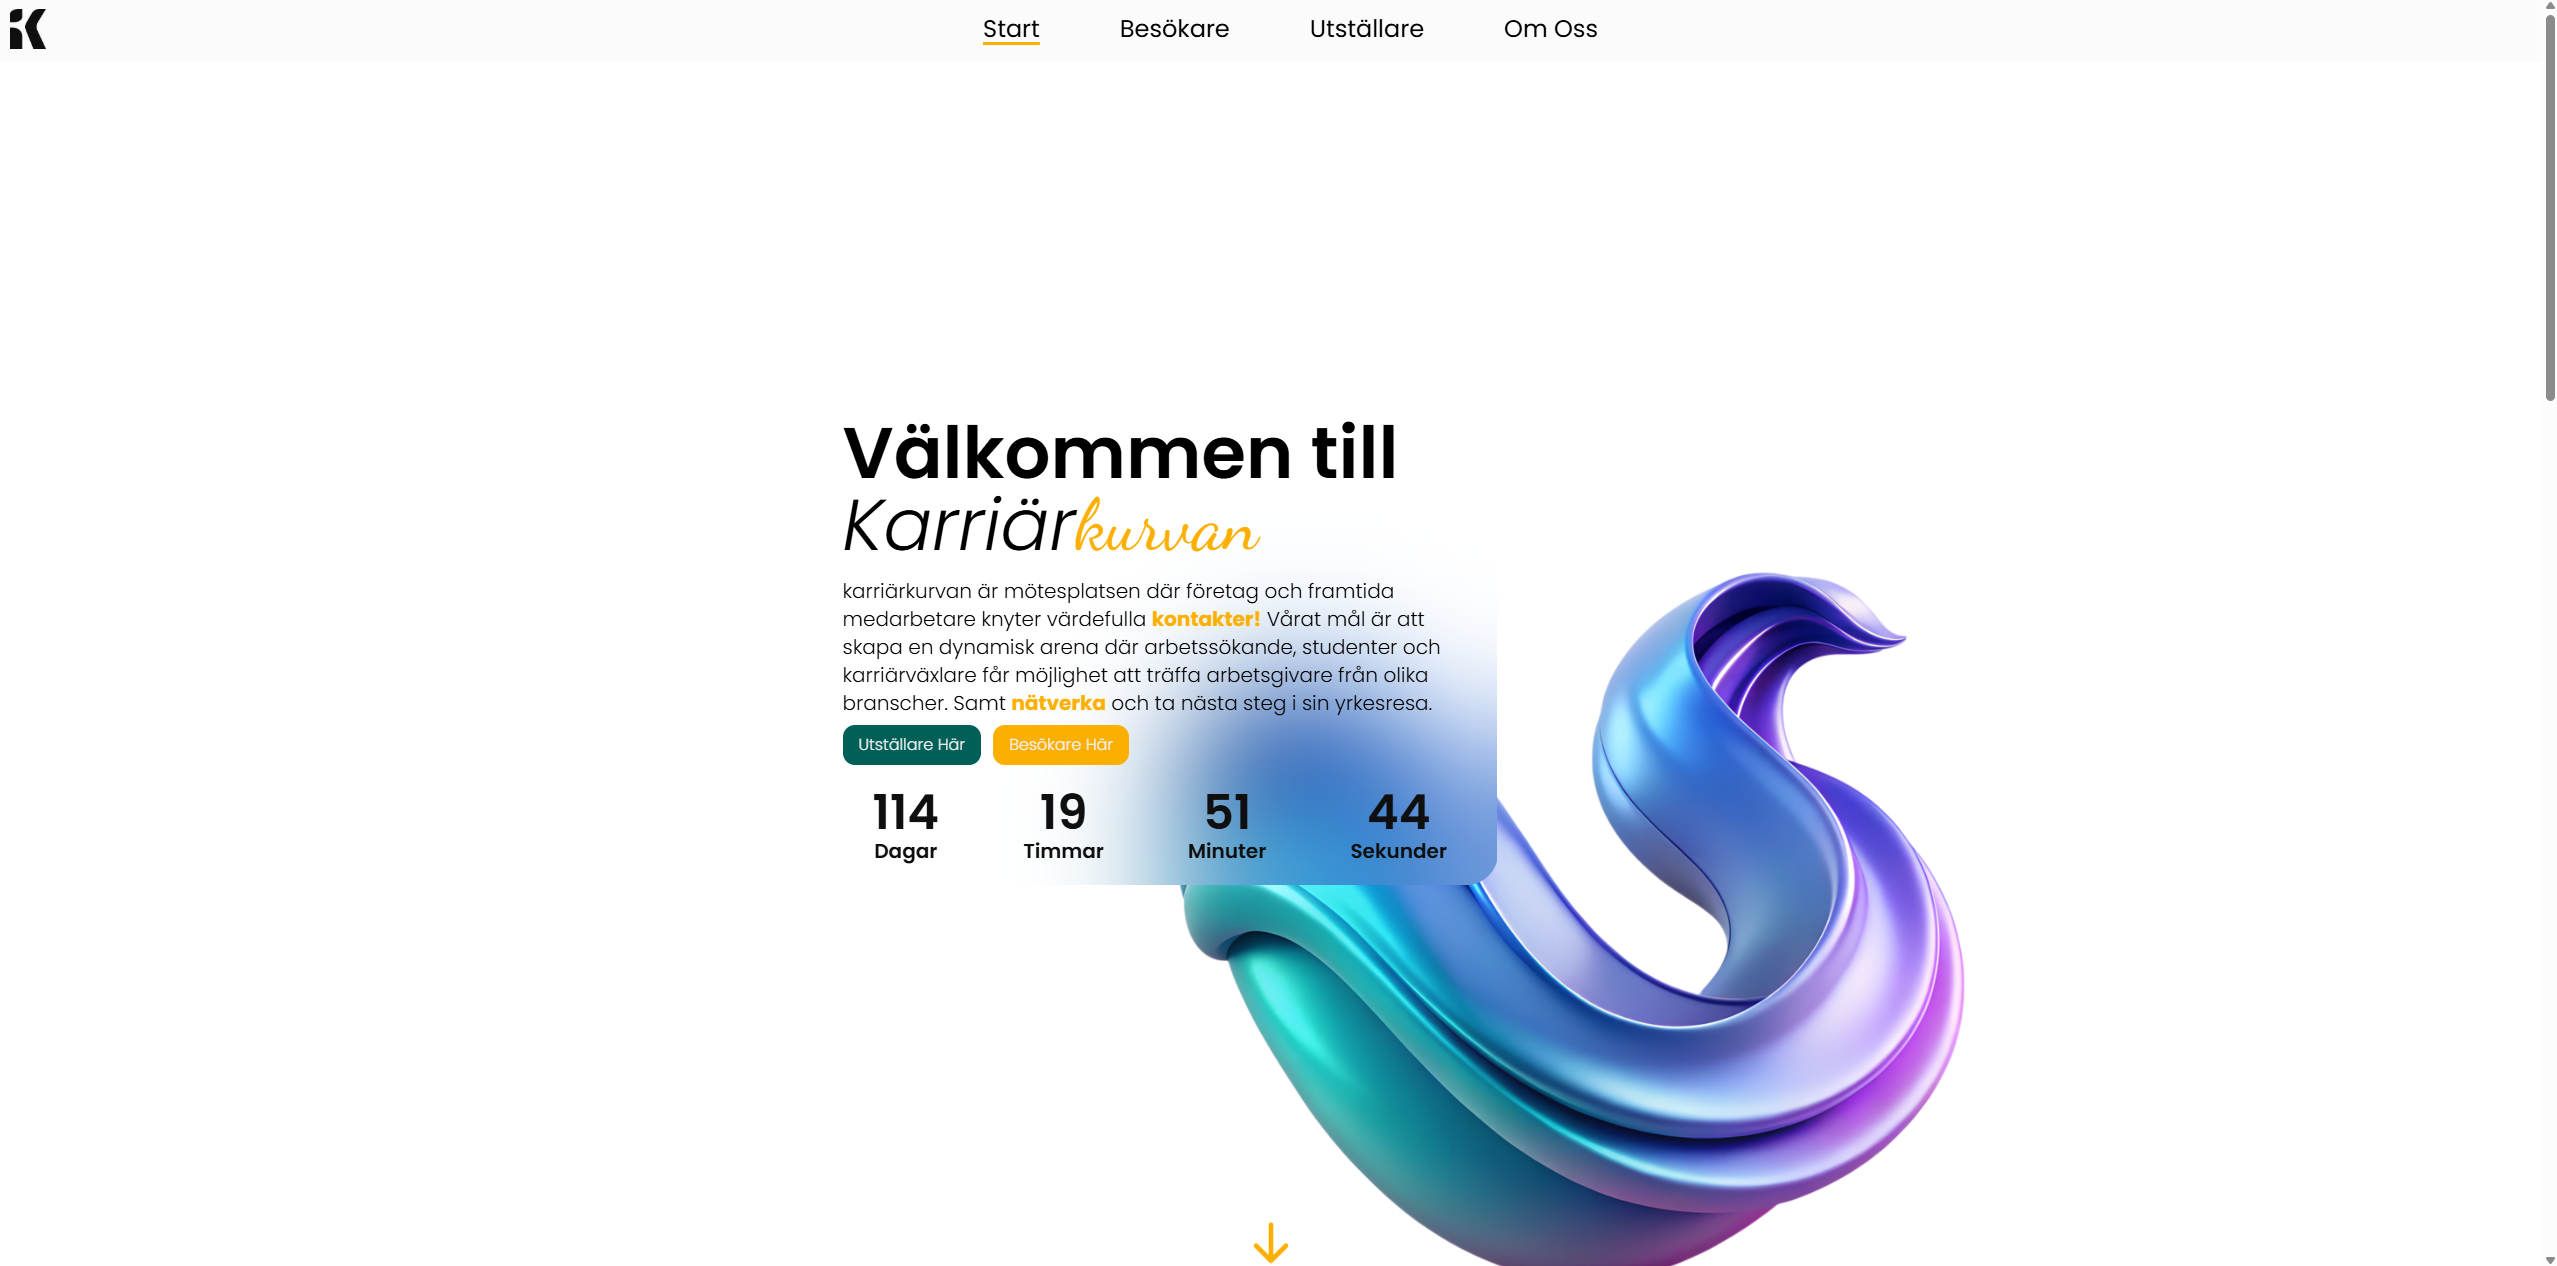 Start
Besökare
Utställare
Om Oss
Välkommen till
Karriärkurvan
karriärkurvan är mötesplatsen där företag och framtida
medarbetare knyter värdefulla kontakter! Vårat mål är att
skapa en dynamisk arena där arbetssökande, studenter och
karriärväxlare får möjlighet att träffa arbetsgivare från olika
branscher. Samt nätverka och ta nästa steg i sin yrkesresa.
Utställare Här
Besökare Här
114 19 51 44
Dagar Timmar Minuter Sekunder